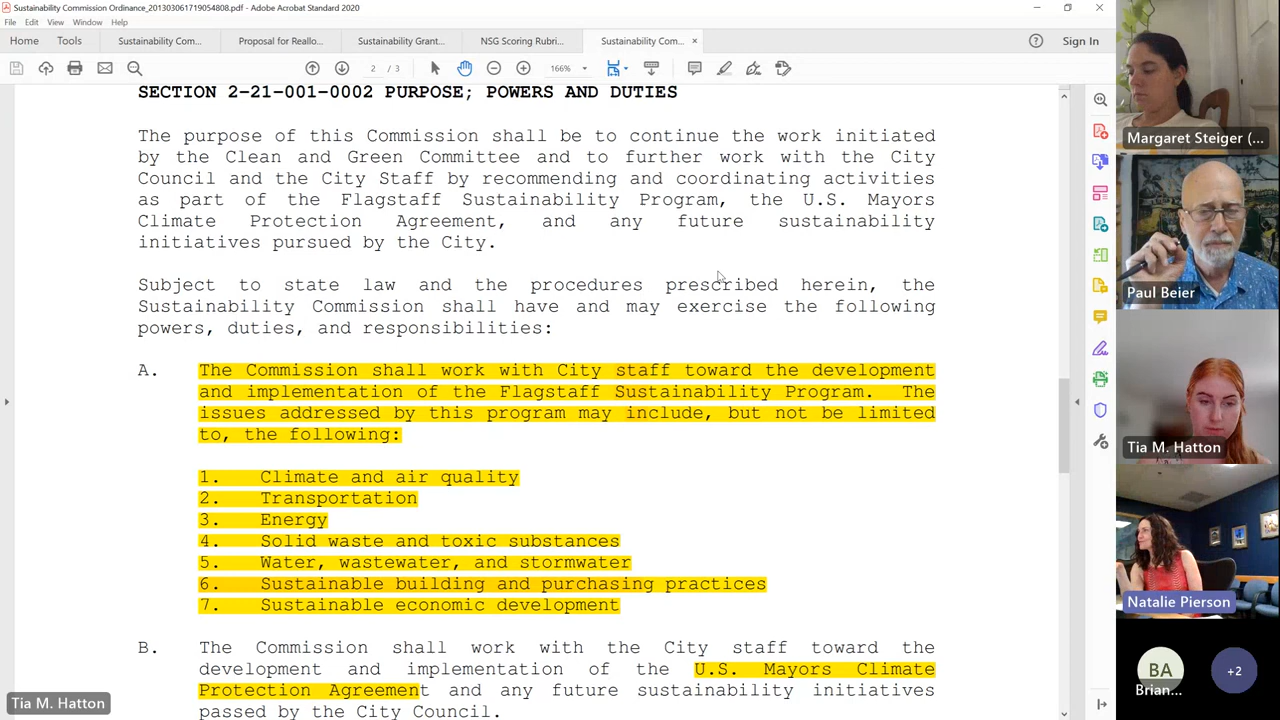 Sustainability Commission Ordinance_201303061719054808.pdf - Adobe Acrobat Standard 2020
File Edit View Window Help
Home Tools Sustainability Com... Proposal for Reallo... Sustainability Grant... NSG Scoring Rubri... Sustainability Com... × Sign In
2 / 3 166%
SECTION 2-21-001-0002 PURPOSE; POWERS AND DUTIES
The purpose of this Commission shall be to continue the work initiated
by the Clean and Green Committee and to further work with the City
Council and the City Staff by recommending and coordinating activities
as part of the Flagstaff Sustainability Program, the U.S. Mayors
Climate Protection Agreement, and any future sustainability
initiatives pursued by the City.
Subject to state law and the procedures prescribed herein, the
Sustainability Commission shall have and may exercise the following
powers, duties, and responsibilities:
A. The Commission shall work with City staff toward the development
and implementation of the Flagstaff Sustainability Program. The
issues addressed by this program may include, but not be limited
to, the following:
1. Climate and air quality
2. Transportation
3. Energy
4. Solid waste and toxic substances
5. Water, wastewater, and stormwater
6. Sustainable building and purchasing practices
7. Sustainable economic development
B. The Commission shall work with the City staff toward the
development and implementation of the U.S. Mayors Climate
Protection Agreement and any future sustainability initiatives
passed by the City Council.
Tia M. Hatton
Margaret Steiger (...
Paul Beier
Tia M. Hatton
Natalie Pierson
BA
Brian...
+2